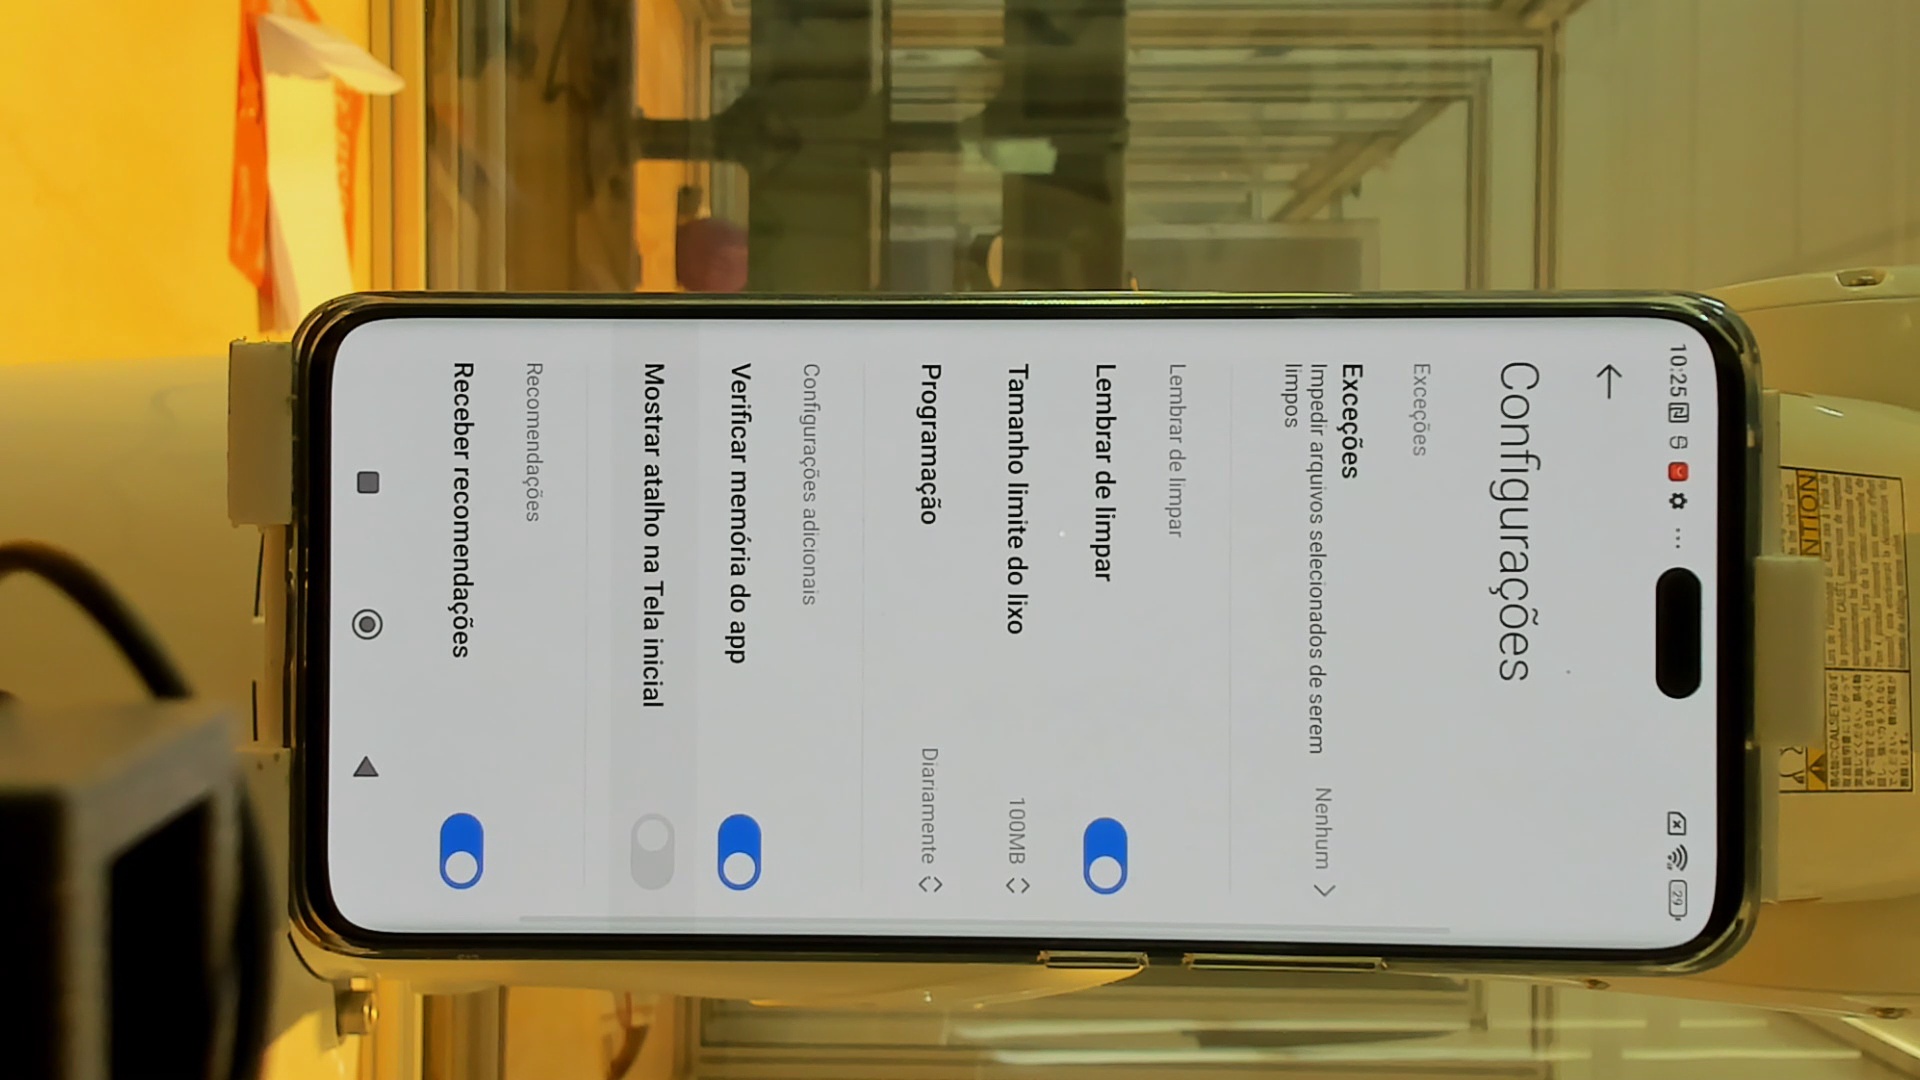 10:25 ...
29
Configurações
Exceções
Exceções
Impedir arquivos selecionados de serem
limpos
Nenhum
Lembrar de limpar
Lembrar de limpar
Tamanho limite do lixo
100MB
Programação
Diariamente
Configurações adicionais
Verificar memória do app
Mostrar atalho na Tela inicial
Recomendações
Receber recomendações